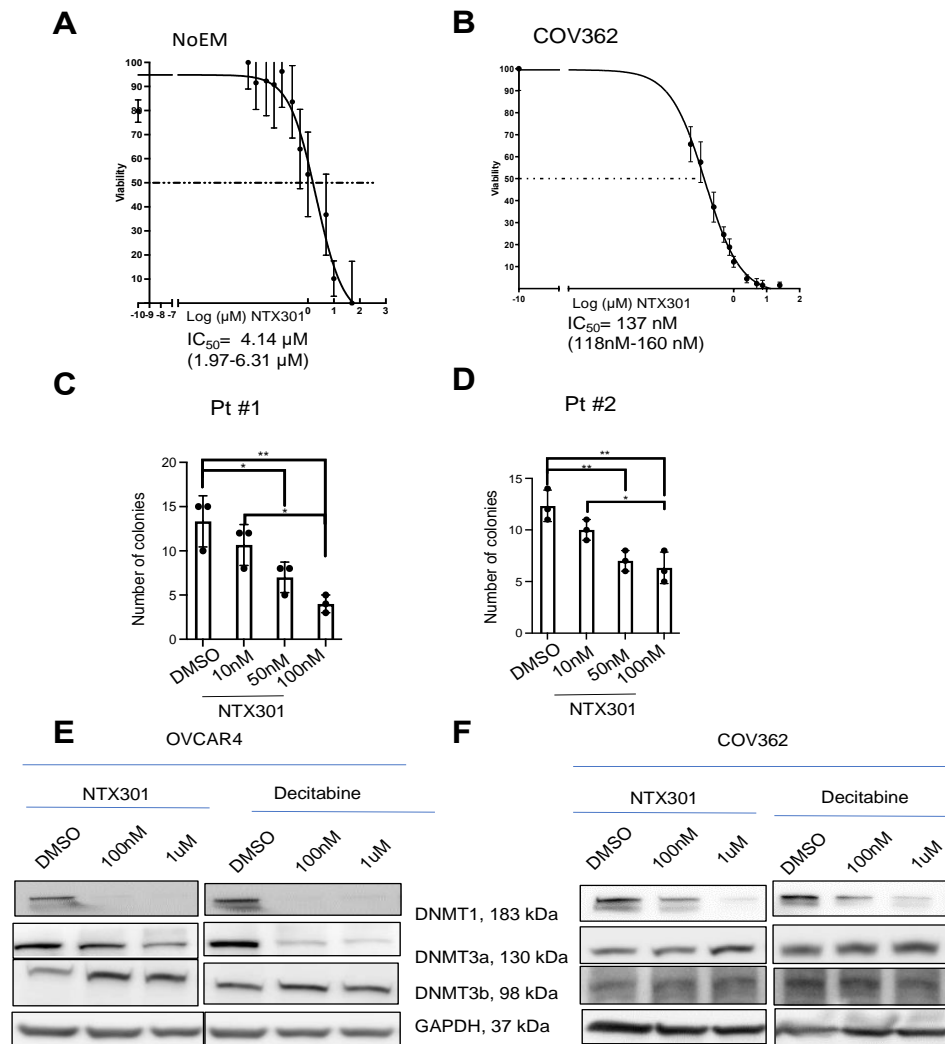 A
NoEM
100
90
80
70
60
50
40
30
20
10
Viability
-10 -9 -8 -7
0 1 2 3
Log (µM) NTX301
IC50= 4.14 µM
(1.97-6.31 µM)
B
COV362
100
90
80
70
60
50
40
30
20
10
Viability
-10
0 1 2
Log (µM) NTX301
IC50= 137 nM
(118nM-160 nM)
C
Pt #1
20
15
10
5
0
Number of colonies
**
*
*
DMSO
10nM
50nM
100nM
NTX301
D
Pt #2
15
10
5
0
Number of colonies
**
**
*
DMSO
10nM
50nM
100nM
NTX301
E
OVCAR4
NTX301
Decitabine
DMSO
100nM
1uM
DMSO
100nM
1uM
DNMT1, 183 kDa
DNMT3a, 130 kDa
DNMT3b, 98 kDa
GAPDH, 37 kDa
F
COV362
NTX301
Decitabine
DMSO
100nM
1uM
DMSO
100nM
1uM